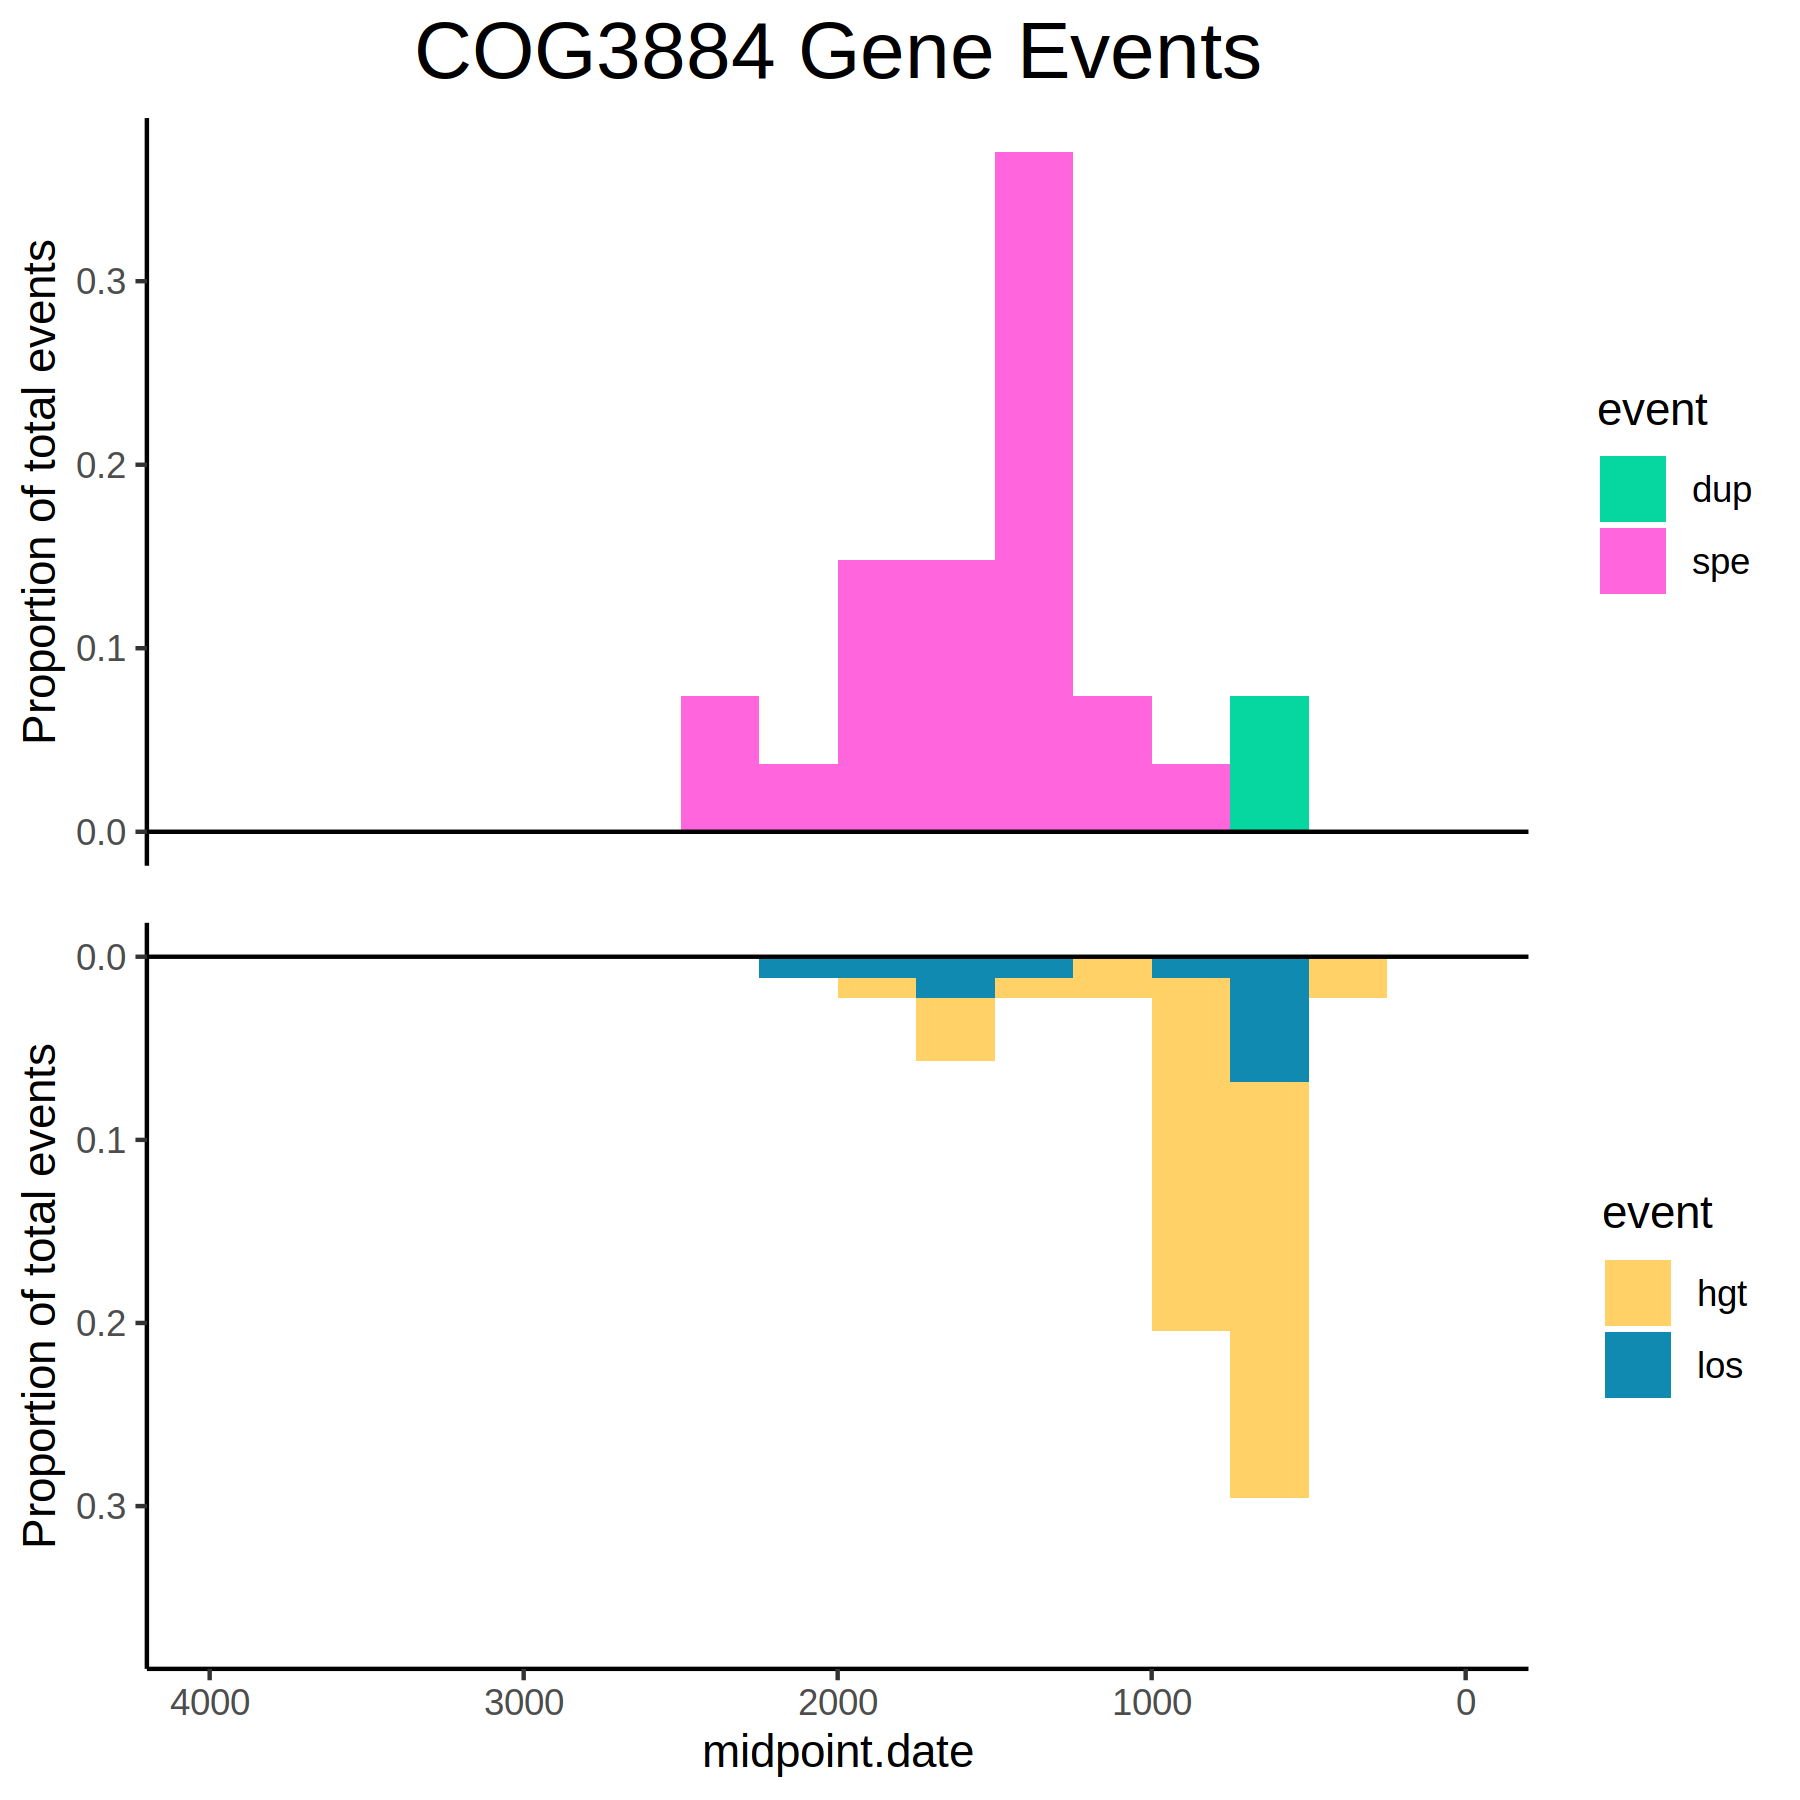 COG3884 Gene Events
Proportion of total events
0.3
0.2
0.1
0.0
event
dup
spe
Proportion of total events
0.0
0.1
0.2
0.3
event
hgt
los
4000 3000 2000 1000 0
midpoint.date